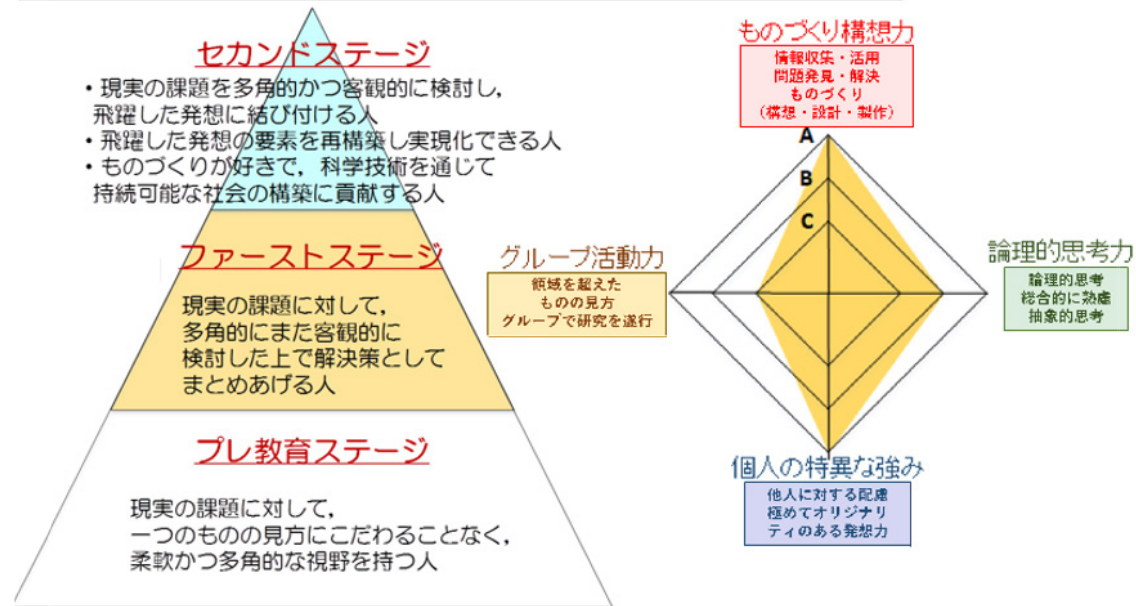 セカンドステージ
・現実の課題を多角的かつ客観的に検討し，
飛躍した発想に結び付ける人
・飛躍した発想の要素を再構築し実現化できる人
・ものづくりが好きで，科学技術を通じて
持続可能な社会の構築に貢献する人
ファーストステージ
現実の課題に対して，
多角的にまた客観的に
検討した上で解決策として
まとめあげる人
プレ教育ステージ
現実の課題に対して，
一つのものの見方にこだわることなく，
柔軟かつ多角的な視野を持つ人
ものづくり構想力
情報収集・活用
問題発見・解決
ものづくり
（構想・設計・製作）
A
B
C
グループ活動力
領域を超えた
ものの見方
グループで研究を遂行
論理的思考力
論理的思考
総合的に熟慮
抽象的思考
個人の特異な強み
他人に対する配慮
極めてオリジナリ
ティのある発想力